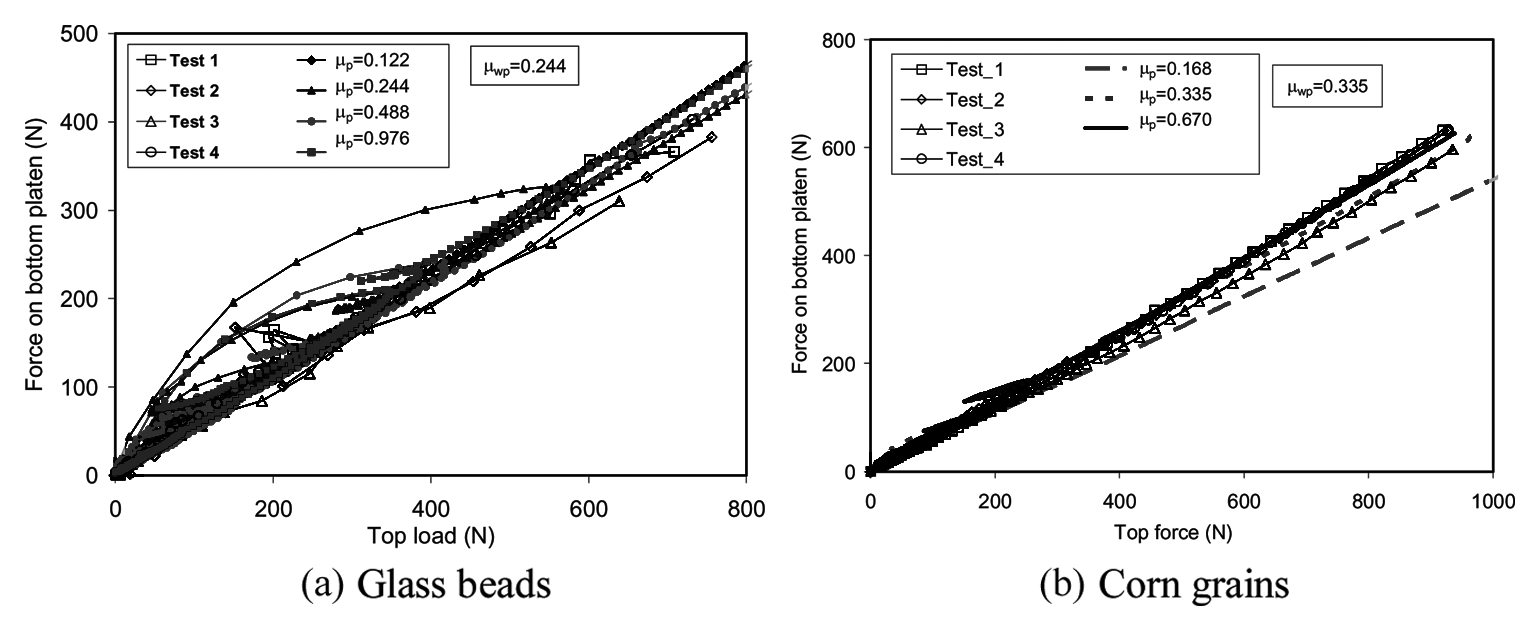 500
400
300
200
100
0
Force on bottom platen (N)
Test 1
Test 2
Test 3
Test 4
μp=0.122
μp=0.244
μp=0.488
μp=0.976
μwp=0.244
0 200 400 600 800
Top load (N)
(a) Glass beads
800
600
400
200
0
Force on bottom platen (N)
Test_1
Test_2
Test_3
Test_4
μp=0.168
μp=0.335
μp=0.670
μwp=0.335
0 200 400 600 800 1000
Top force (N)
(b) Corn grains